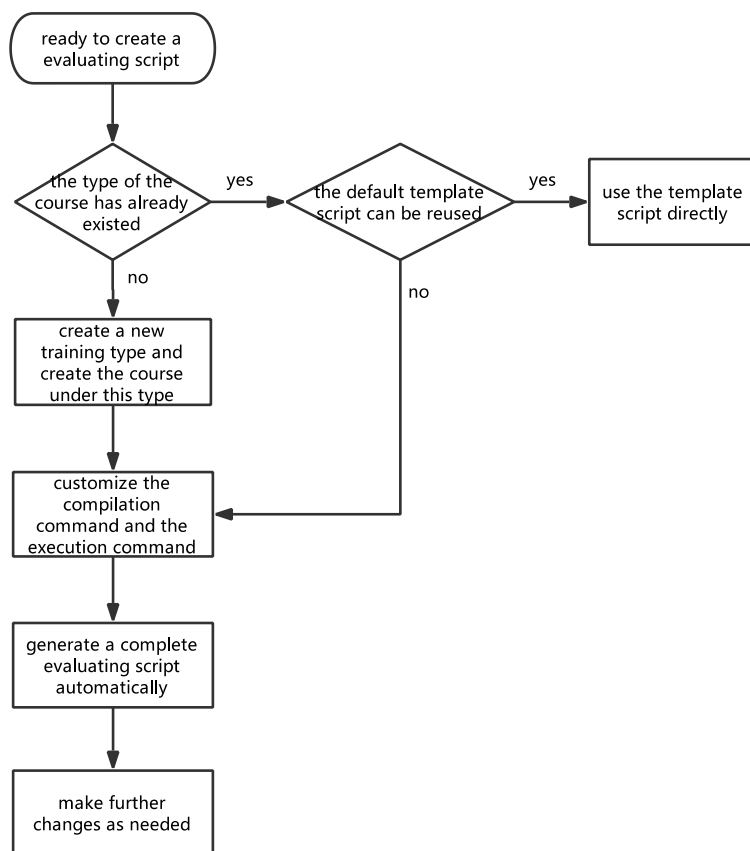 ready to create a
evaluating script
the type of the
course has already
existed
yes
the default template
script can be reused
yes
use the template
script directly
no
no
create a new
training type and
create the course
under this type
customize the
compilation
command and the
execution command
generate a complete
evaluating script
automatically
make further
changes as needed